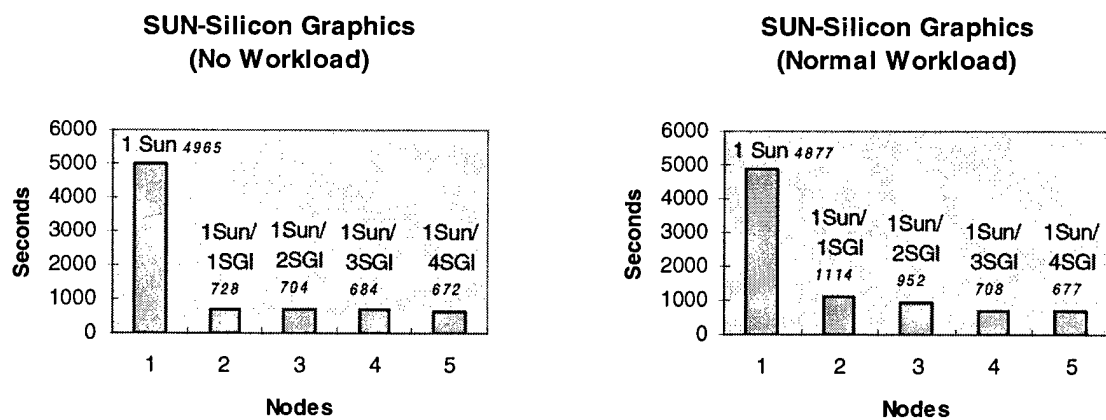 SUN-Silicon Graphics
(No Workload)
6000
5000
4000
3000
2000
1000
0
Seconds
1 Sun 4965
1Sun/
1SGI
728
1Sun/
2SGI
704
1Sun/
3SGI
684
1Sun/
4SGI
672
1 2 3 4 5
Nodes
SUN-Silicon Graphics
(Normal Workload)
6000
5000
4000
3000
2000
1000
0
Seconds
1 Sun 4877
1Sun/
1SGI
1114
1Sun/
2SGI
952
1Sun/
3SGI
708
1Sun/
4SGI
677
1 2 3 4 5
Nodes